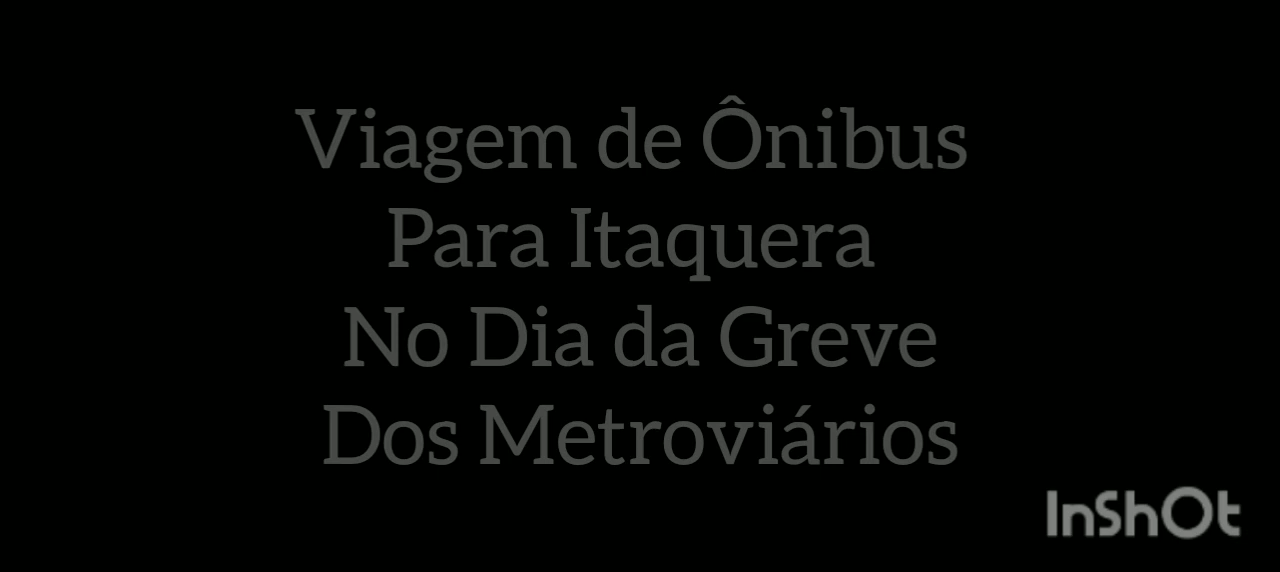 Viagem de Ônibus
Para Itaquera
No Dia da Greve
Dos Metroviários
InShOt